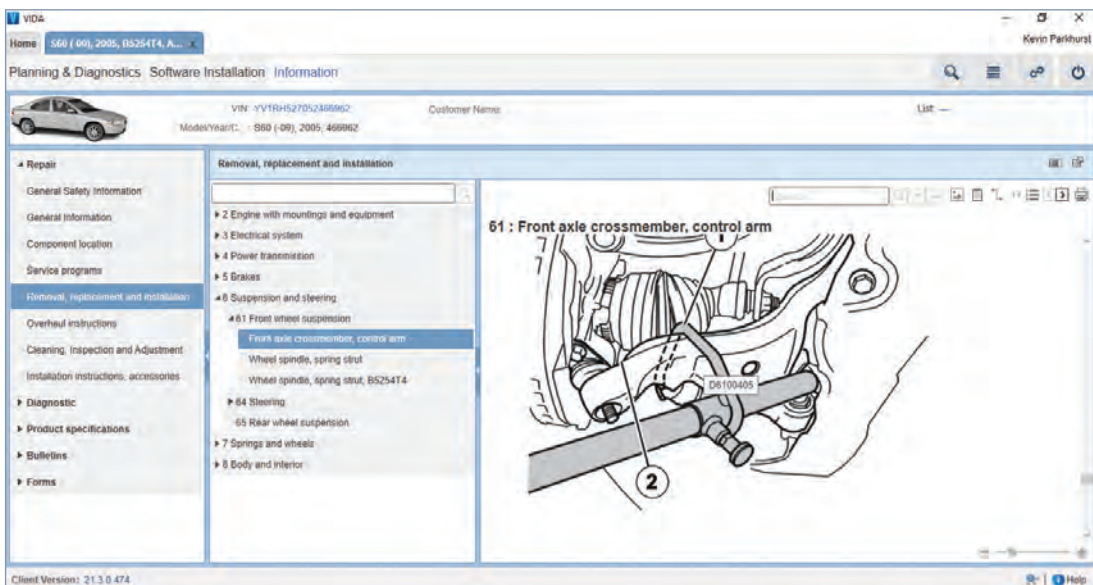 VIDA
Home S60 (-09), 2005, B5254T4, A... x
Kevin Parkhurst
Planning & Diagnostics Software Installation Information
VIN: YV1RH527052466962 Customer Name: List: —
Model/Year/C... : S60 (-09), 2005, 466962
Repair
General Safety Information
General Information
Component location
Service programs
Removal, replacement and installation
Overhaul instructions
Cleaning, Inspection and Adjustment
Installation instructions, accessories
Diagnostic
Product specifications
Bulletins
Forms
Removal, replacement and installation
2 Engine with mountings and equipment
3 Electrical system
4 Power transmission
5 Brakes
6 Suspension and steering
61 Front wheel suspension
Front axle crossmember, control arm
Wheel spindle, spring strut
Wheel spindle, spring strut, B5254T4
64 Steering
65 Rear wheel suspension
7 Springs and wheels
8 Body and interior
61 : Front axle crossmember, control arm
1
D6100405
2
Client Version: 21.3.0.474
Help